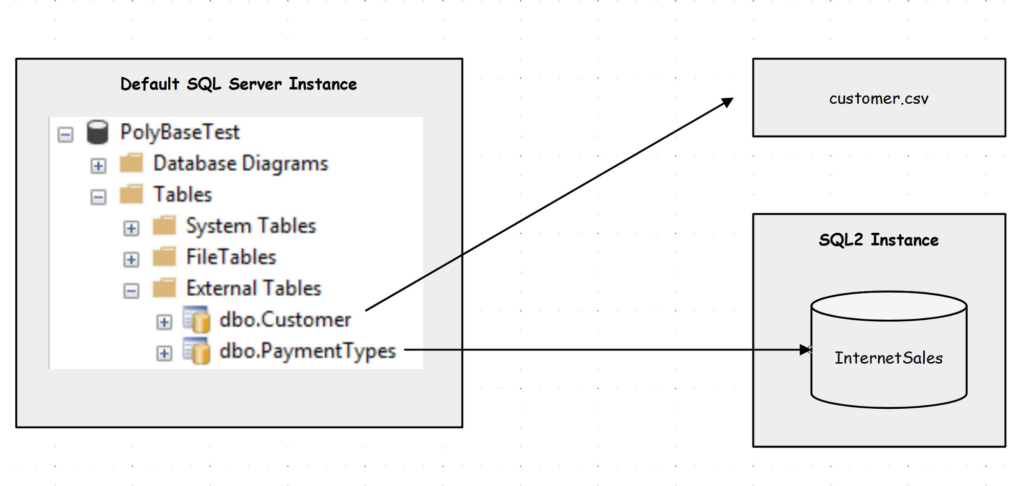 Default SQL Server Instance
PolyBaseTest
Database Diagrams
Tables
System Tables
FileTables
External Tables
dbo.Customer
dbo.PaymentTypes
customer.csv
SQL2 Instance
InternetSales